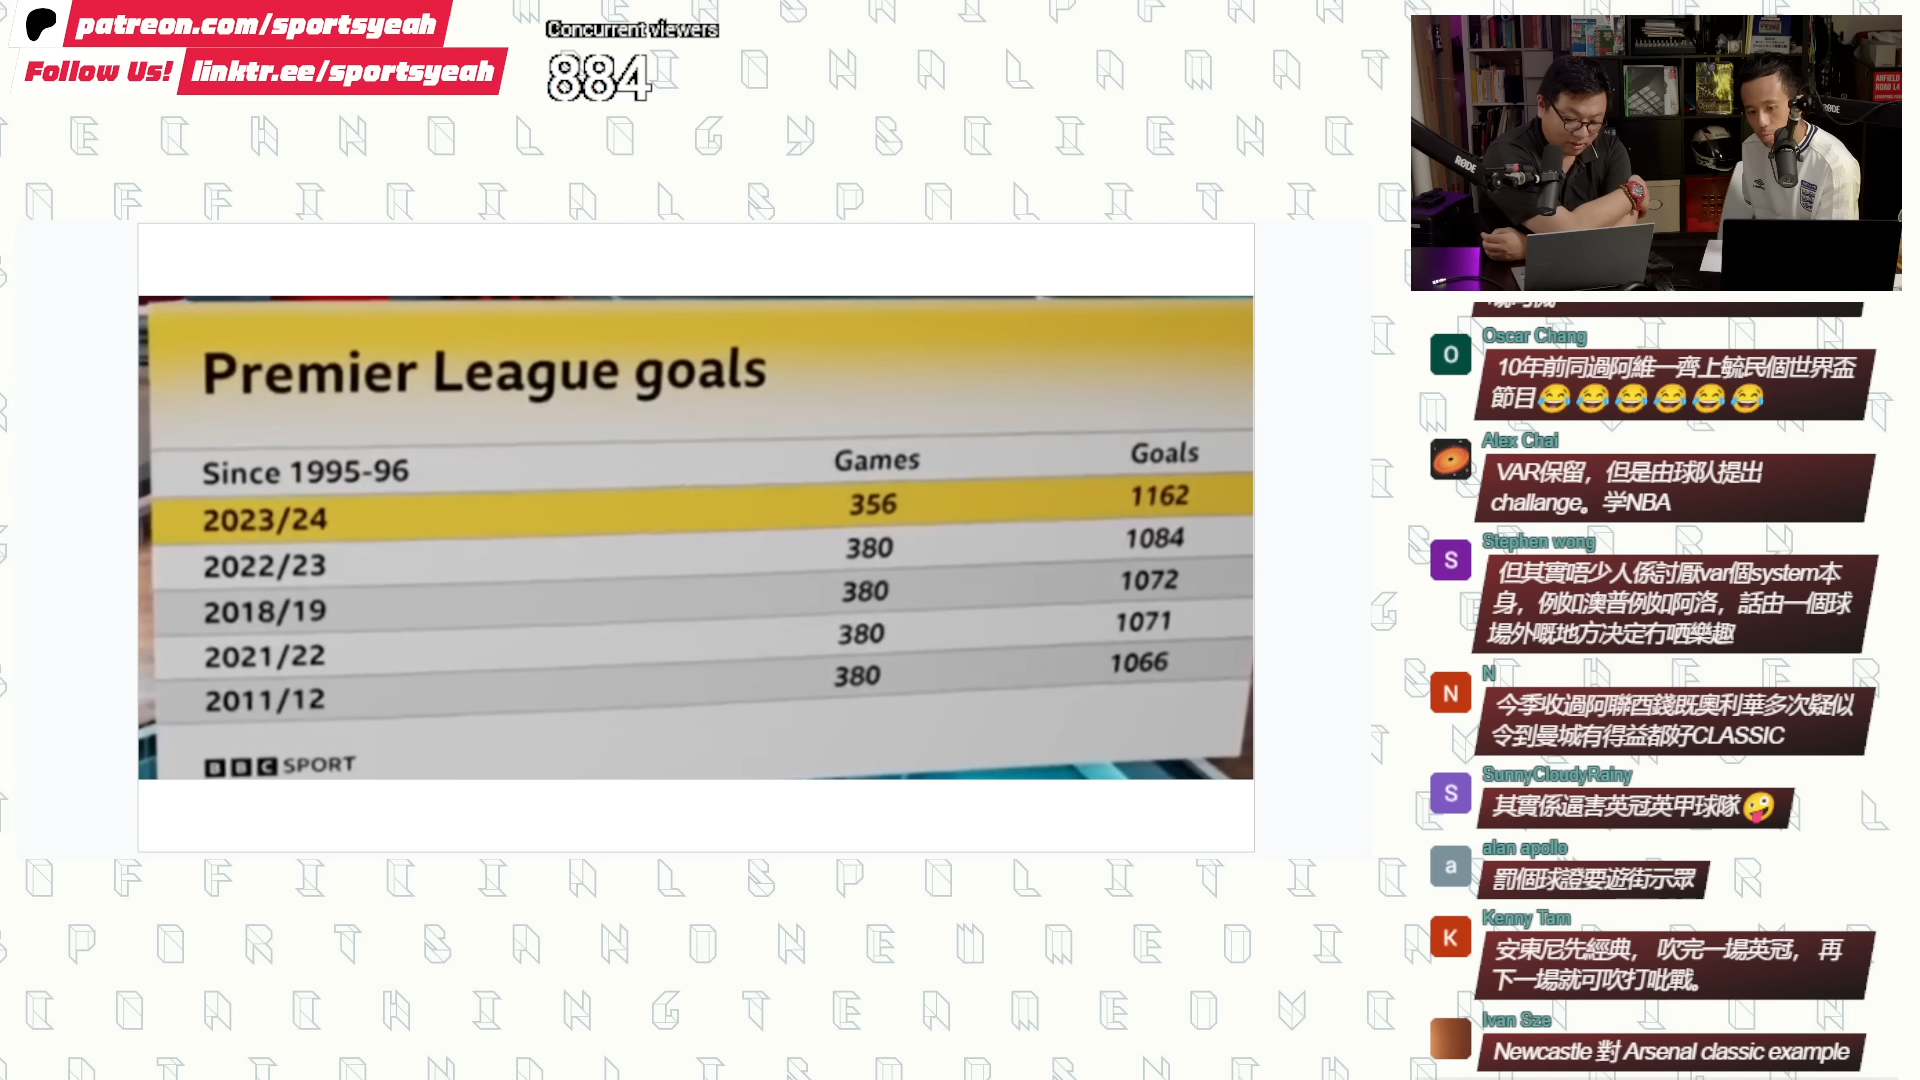 patreon.com/sportsyeah
Follow Us! linktr.ee/sportsyeah
Concurrent viewers
884
Premier League goals
Since 1995-96 Games Goals
2023/24 356 1162
2022/23 380 1084
2018/19 380 1072
2021/22 380 1071
2011/12 380 1066
BBC SPORT
RØDE
RØDE
ANFIELD
ROAD L4
Oscar Chang
10年前同過阿維一齊上毓民個世界盃
節目😂😂😂😂😂😂
Alex Chai
VAR保留，但是由球队提出
challange。学NBA
Stephen wong
但其實唔少人係討厭var個system本
身，例如澳普例如阿洛，話由一個球
場外嘅地方决定冇哂樂趣
N
今季收過阿聯酋錢既奧利華多次疑似
令到曼城有得益都好CLASSIC
SunnyCloudyRainy
其實係逼害英冠英甲球隊🤪
alan apollo
罰個球證要遊街示眾
Kenny Tam
安東尼先經典， 吹完一場英冠， 再
下一場就可吹打吡戰。
Ivan Sze
Newcastle 對 Arsenal classic example